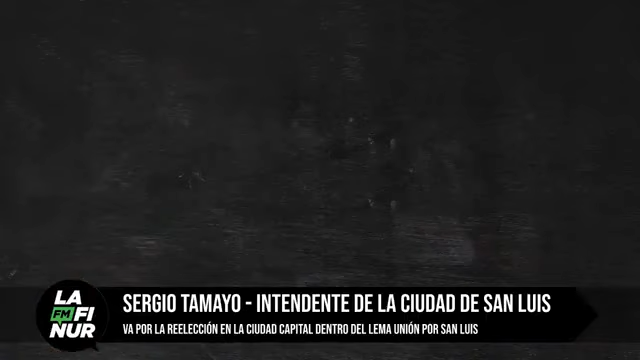 LA
FM FI
NUR
SERGIO TAMAYO - INTENDENTE DE LA CIUDAD DE SAN LUIS
VA POR LA REELECCIÓN EN LA CIUDAD CAPITAL DENTRO DEL LEMA UNIÓN POR SAN LUIS